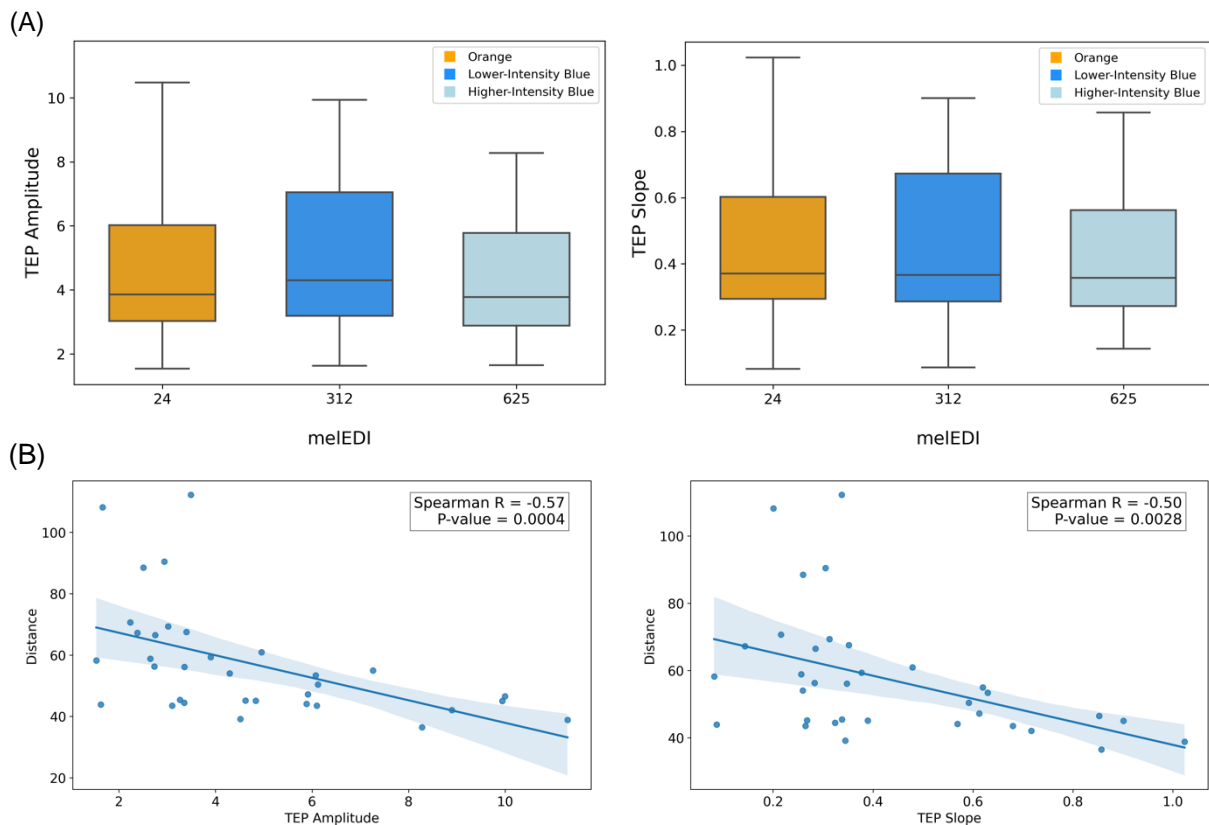 (A)
TEP Amplitude
10
8
6
4
2
Orange
Lower-Intensity Blue
Higher-Intensity Blue
24
312
625
melEDI
TEP Slope
1.0
0.8
0.6
0.4
0.2
Orange
Lower-Intensity Blue
Higher-Intensity Blue
24
312
625
melEDI
(B)
Distance
100
80
60
40
20
Spearman R = -0.57
P-value = 0.0004
2
4
6
8
10
TEP Amplitude
Distance
100
80
60
40
Spearman R = -0.50
P-value = 0.0028
0.2
0.4
0.6
0.8
1.0
TEP Slope